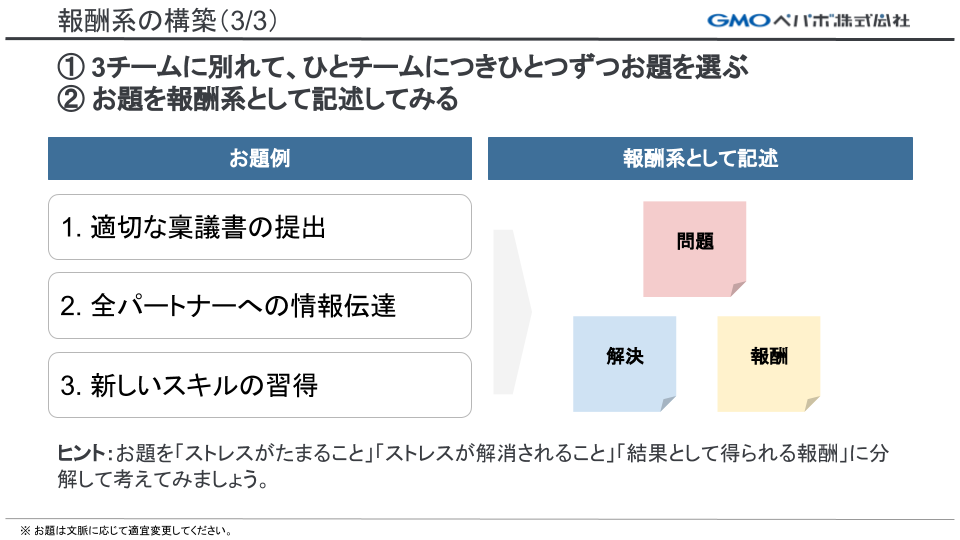 報酬系の構築（3/3）
GMOペパボ株式会社
① 3チームに別れて、ひとチームにつきひとつずつお題を選ぶ
② お題を報酬系として記述してみる
お題例
報酬系として記述
1. 適切な稟議書の提出
2. 全パートナーへの情報伝達
3. 新しいスキルの習得
問題
解決
報酬
ヒント：お題を「ストレスがたまること」「ストレスが解消されること」「結果として得られる報酬」に分
解して考えてみましょう。
※ お題は文脈に応じて適宜変更してください。